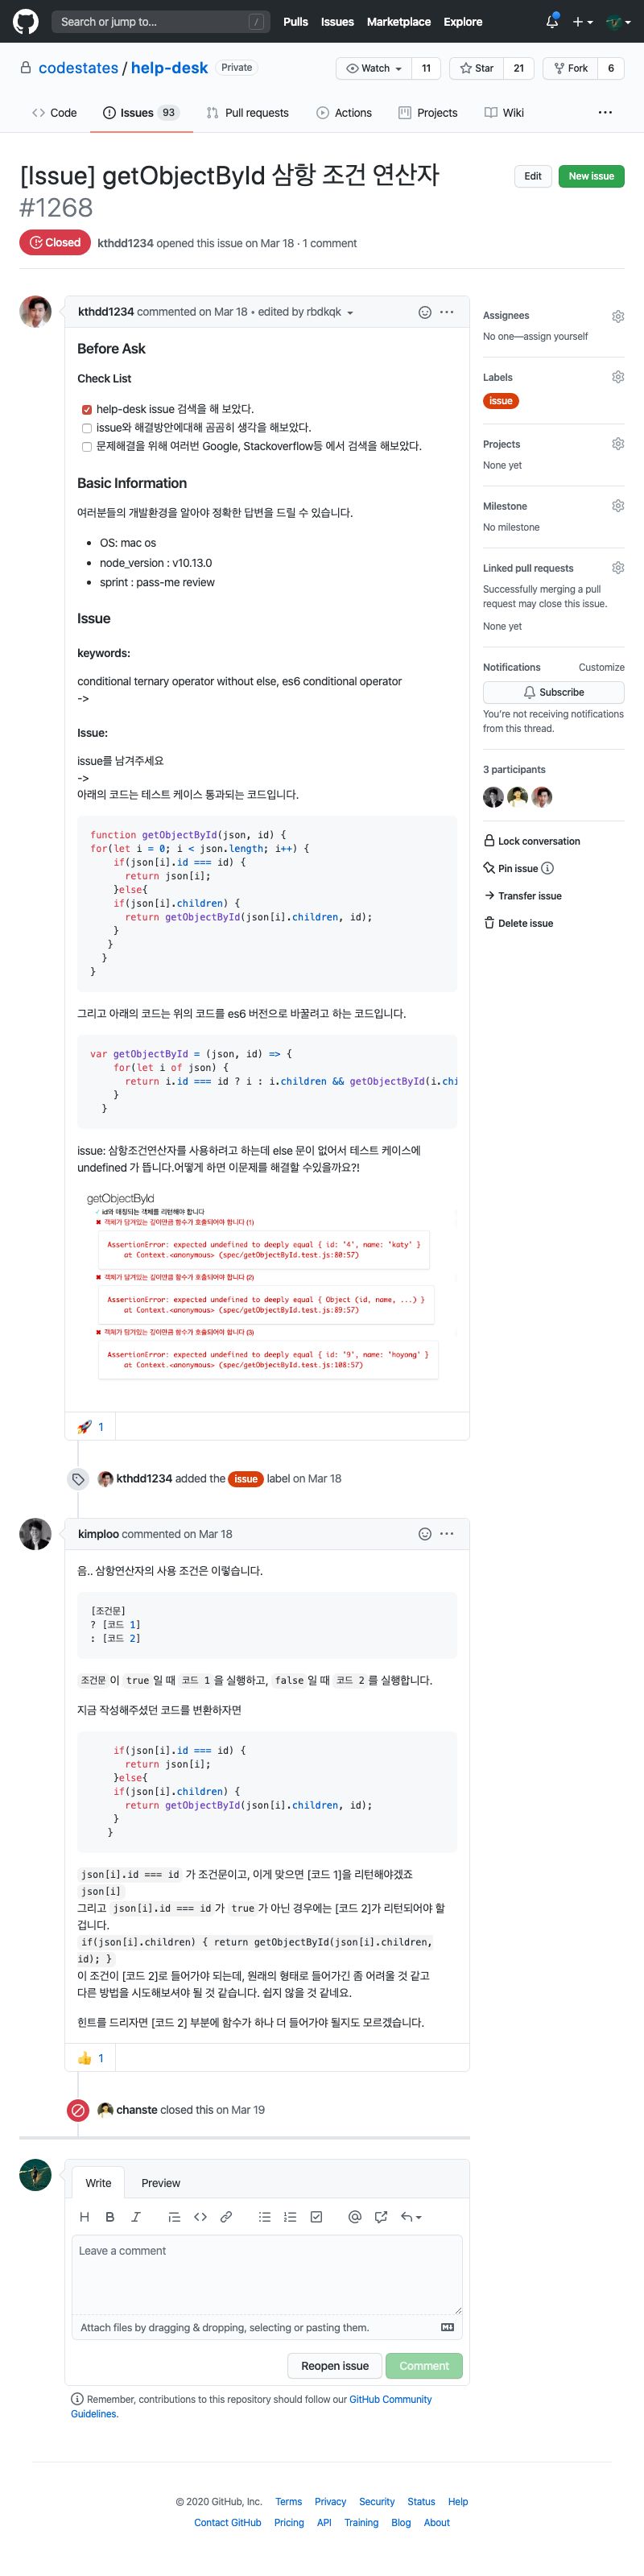 Search or jump to... /
Pulls Issues Marketplace Explore
codestates / help-desk Private
Watch 11 Star 21 Fork 6
Code Issues 93 Pull requests Actions Projects Wiki ...
[Issue] getObjectById 삼항 조건 연산자
#1268
Edit New issue
Closed kthdd1234 opened this issue on Mar 18 · 1 comment
kthdd1234 commented on Mar 18 • edited by rbdkqk
Before Ask
Check List
help-desk issue 검색을 해 보았다.
issue와 해결방안에대해 곰곰히 생각을 해보았다.
문제해결을 위해 여러번 Google, Stackoverflow등 에서 검색을 해보았다.
Basic Information
여러분들의 개발환경을 알아야 정확한 답변을 드릴 수 있습니다.
• OS: mac os
• node_version : v10.13.0
• sprint : pass-me review
Issue
keywords:
conditional ternary operator without else, es6 conditional operator
->
Issue:
issue를 남겨주세요
->
아래의 코드는 테스트 케이스 통과되는 코드입니다.
function getObjectById(json, id) {
for(let i = 0; i < json.length; i++) {
if(json[i].id === id) {
return json[i];
}else{
if(json[i].children) {
return getObjectById(json[i].children, id);
}
}
}
}
그리고 아래의 코드는 위의 코드를 es6 버전으로 바꿀려고 하는 코드입니다.
var getObjectById = (json, id) => {
for(let i of json) {
return i.id === id ? i : i.children && getObjectById(i.chi
}
}
issue: 삼항조건연산자를 사용하려고 하는데 else 문이 없어서 테스트 케이스에
undefined 가 뜹니다.어떻게 하면 이문제를 해결할 수있을까요?!
getObjectById
✓ id와 매칭되는 객체를 리턴해야 합니다
✖ 객체가 담겨있는 깊이만큼 함수가 호출되어야 합니다 (1)
AssertionError: expected undefined to deeply equal { id: '4', name: 'katy' }
at Context.<anonymous> (spec/getObjectById.test.js:80:57)
✖ 객체가 담겨있는 깊이만큼 함수가 호출되어야 합니다 (2)
AssertionError: expected undefined to deeply equal { Object (id, name, ...) }
at Context.<anonymous> (spec/getObjectById.test.js:89:57)
✖ 객체가 담겨있는 깊이만큼 함수가 호출되어야 합니다 (3)
AssertionError: expected undefined to deeply equal { id: '9', name: 'hoyong' }
at Context.<anonymous> (spec/getObjectById.test.js:108:57)
🚀 1
kthdd1234 added the issue label on Mar 18
kimploo commented on Mar 18
음.. 삼항연산자의 사용 조건은 이렇습니다.
[조건문]
? [코드 1]
: [코드 2]
조건문 이 true 일 때 코드 1 을 실행하고, false 일 때 코드 2 를 실행합니다.
지금 작성해주셨던 코드를 변환하자면
if(json[i].id === id) {
return json[i];
}else{
if(json[i].children) {
return getObjectById(json[i].children, id);
}
}
json[i].id === id 가 조건문이고, 이게 맞으면 [코드 1]을 리턴해야겠죠
json[i]
그리고 json[i].id === id 가 true 가 아닌 경우에는 [코드 2]가 리턴되어야 할
겁니다.
if(json[i].children) { return getObjectById(json[i].children,
id); }
이 조건이 [코드 2]로 들어가야 되는데, 원래의 형태로 들어가긴 좀 어려울 것 같고
다른 방법을 시도해보셔야 될 것 같습니다. 쉽지 않을 것 같네요.
힌트를 드리자면 [코드 2] 부분에 함수가 하나 더 들어가야 될지도 모르겠습니다.
👍 1
chanste closed this on Mar 19
Write Preview
Leave a comment
Attach files by dragging & dropping, selecting or pasting them.
Reopen issue Comment
Remember, contributions to this repository should follow our GitHub Community
Guidelines.
Assignees
No one—assign yourself
Labels
issue
Projects
None yet
Milestone
No milestone
Linked pull requests
Successfully merging a pull
request may close this issue.
None yet
Notifications Customize
Subscribe
You're not receiving notifications
from this thread.
3 participants
Lock conversation
Pin issue
Transfer issue
Delete issue
© 2020 GitHub, Inc. Terms Privacy Security Status Help
Contact GitHub Pricing API Training Blog About